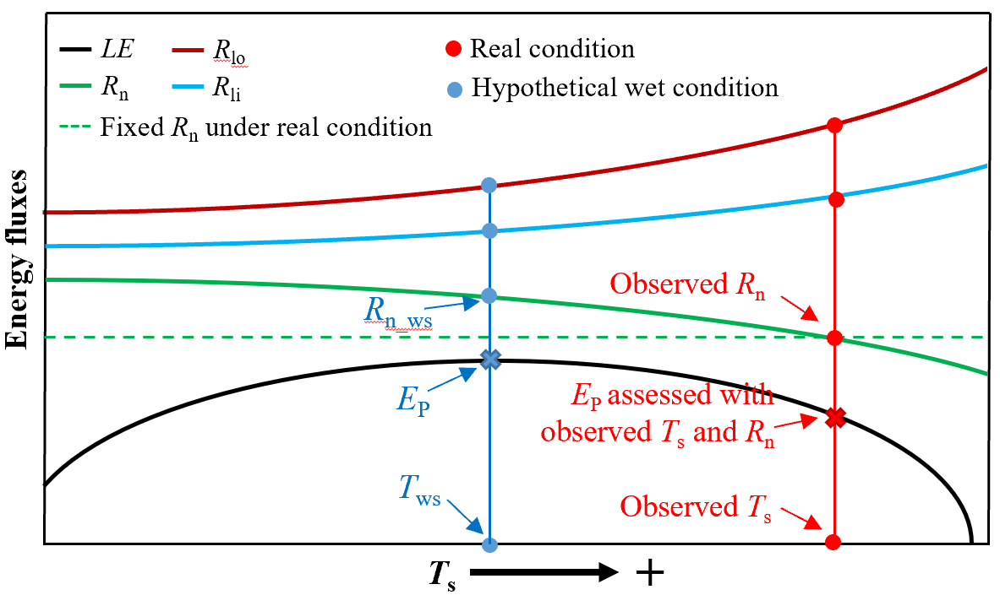 LE
Rlo
Real condition
Rn
Rli
Hypothetical wet condition
Fixed Rn under real condition
Energy fluxes
Observed Rn
Rn_ws
EP
EP assessed with
observed Ts and Rn
Tws
Observed Ts
Ts
+